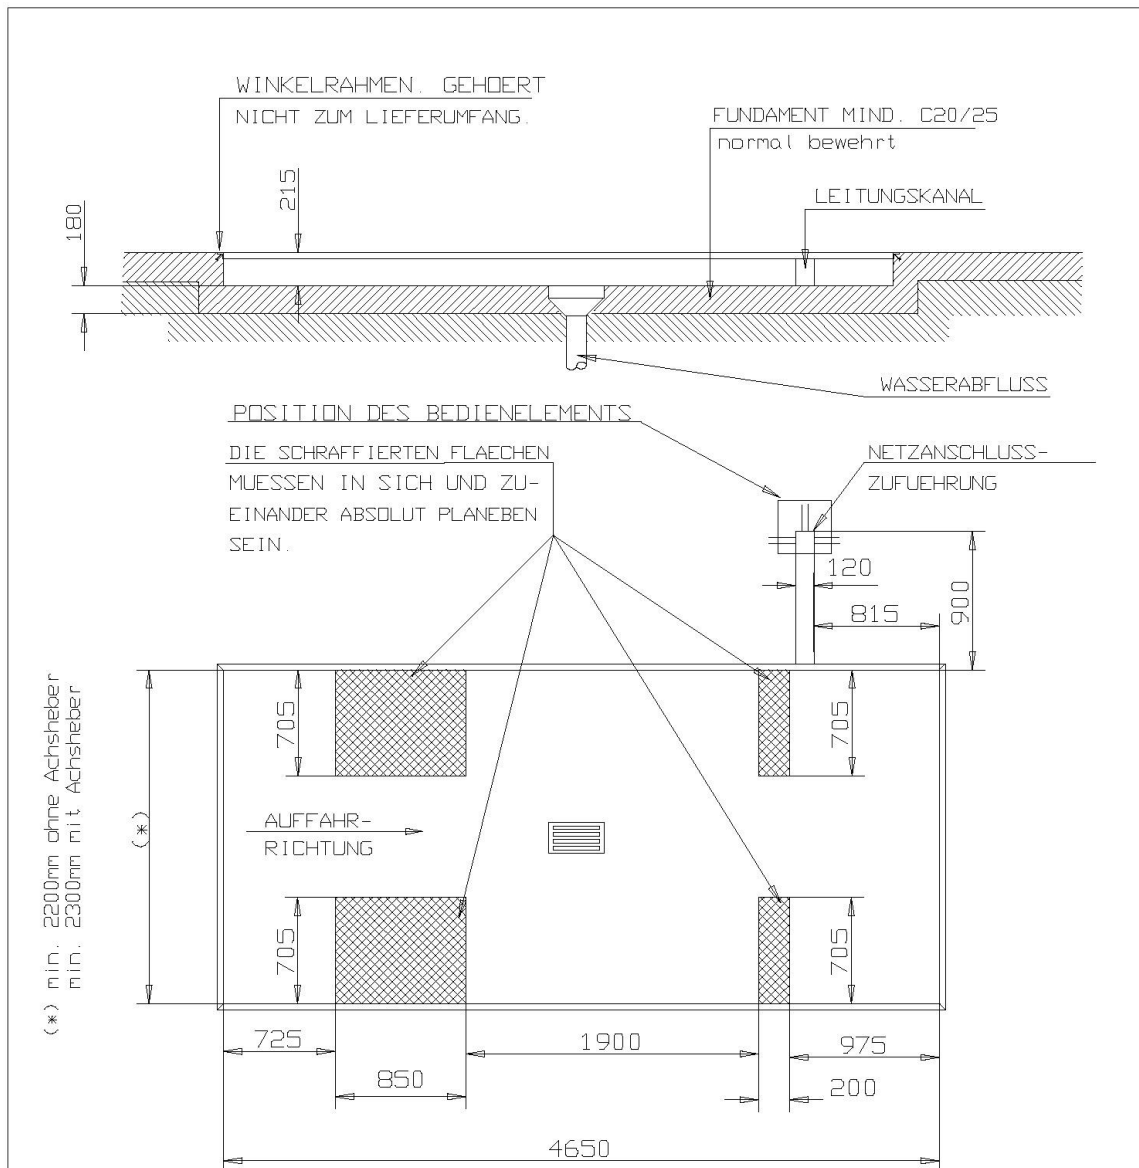 WINKELRAHMEN. GEHOERT
NICHT ZUM LIEFERUMFANG.
FUNDAMENT MIND. C20/25
normal bewehrt
215
180
LEITUNGSKANAL
WASSERABFLUSS
POSITION DES BEDIENELEMENTS
DIE SCHRAFFIERTEN FLAECHEN
MUESSEN IN SICH UND ZU-
EINANDER ABSOLUT PLANEBEN
SEIN.
NETZANSCHLUSS-
ZUFUEHRUNG
120
815
900
705
705
(*) min. 2200mm ohne Achsheber
min. 2300mm mit Achsheber
(*)
AUFFAHR-
RICHTUNG
705
705
725
1900
975
850
200
4650